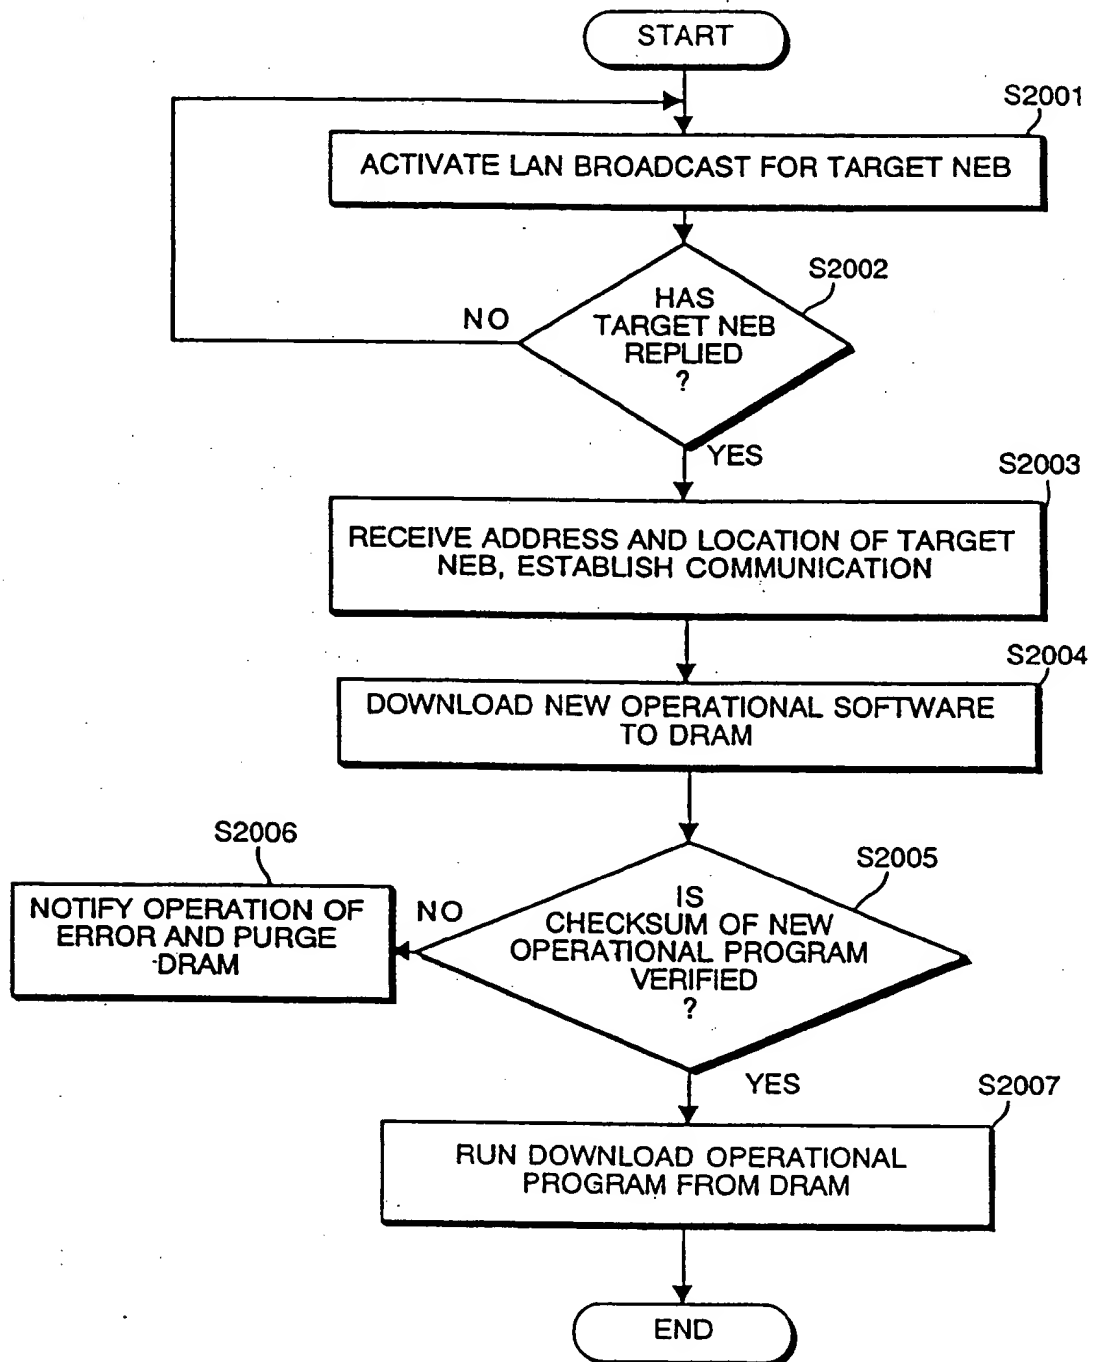 START
S2001
ACTIVATE LAN BROADCAST FOR TARGET NEB
S2002
HAS
TARGET NEB
REPLIED
?
NO
YES
S2003
RECEIVE ADDRESS AND LOCATION OF TARGET
NEB, ESTABLISH COMMUNICATION
S2004
DOWNLOAD NEW OPERATIONAL SOFTWARE
TO DRAM
S2005
IS
CHECKSUM OF NEW
OPERATIONAL PROGRAM
VERIFIED
?
NO
S2006
NOTIFY OPERATION OF
ERROR AND PURGE
DRAM
YES
S2007
RUN DOWNLOAD OPERATIONAL
PROGRAM FROM DRAM
END